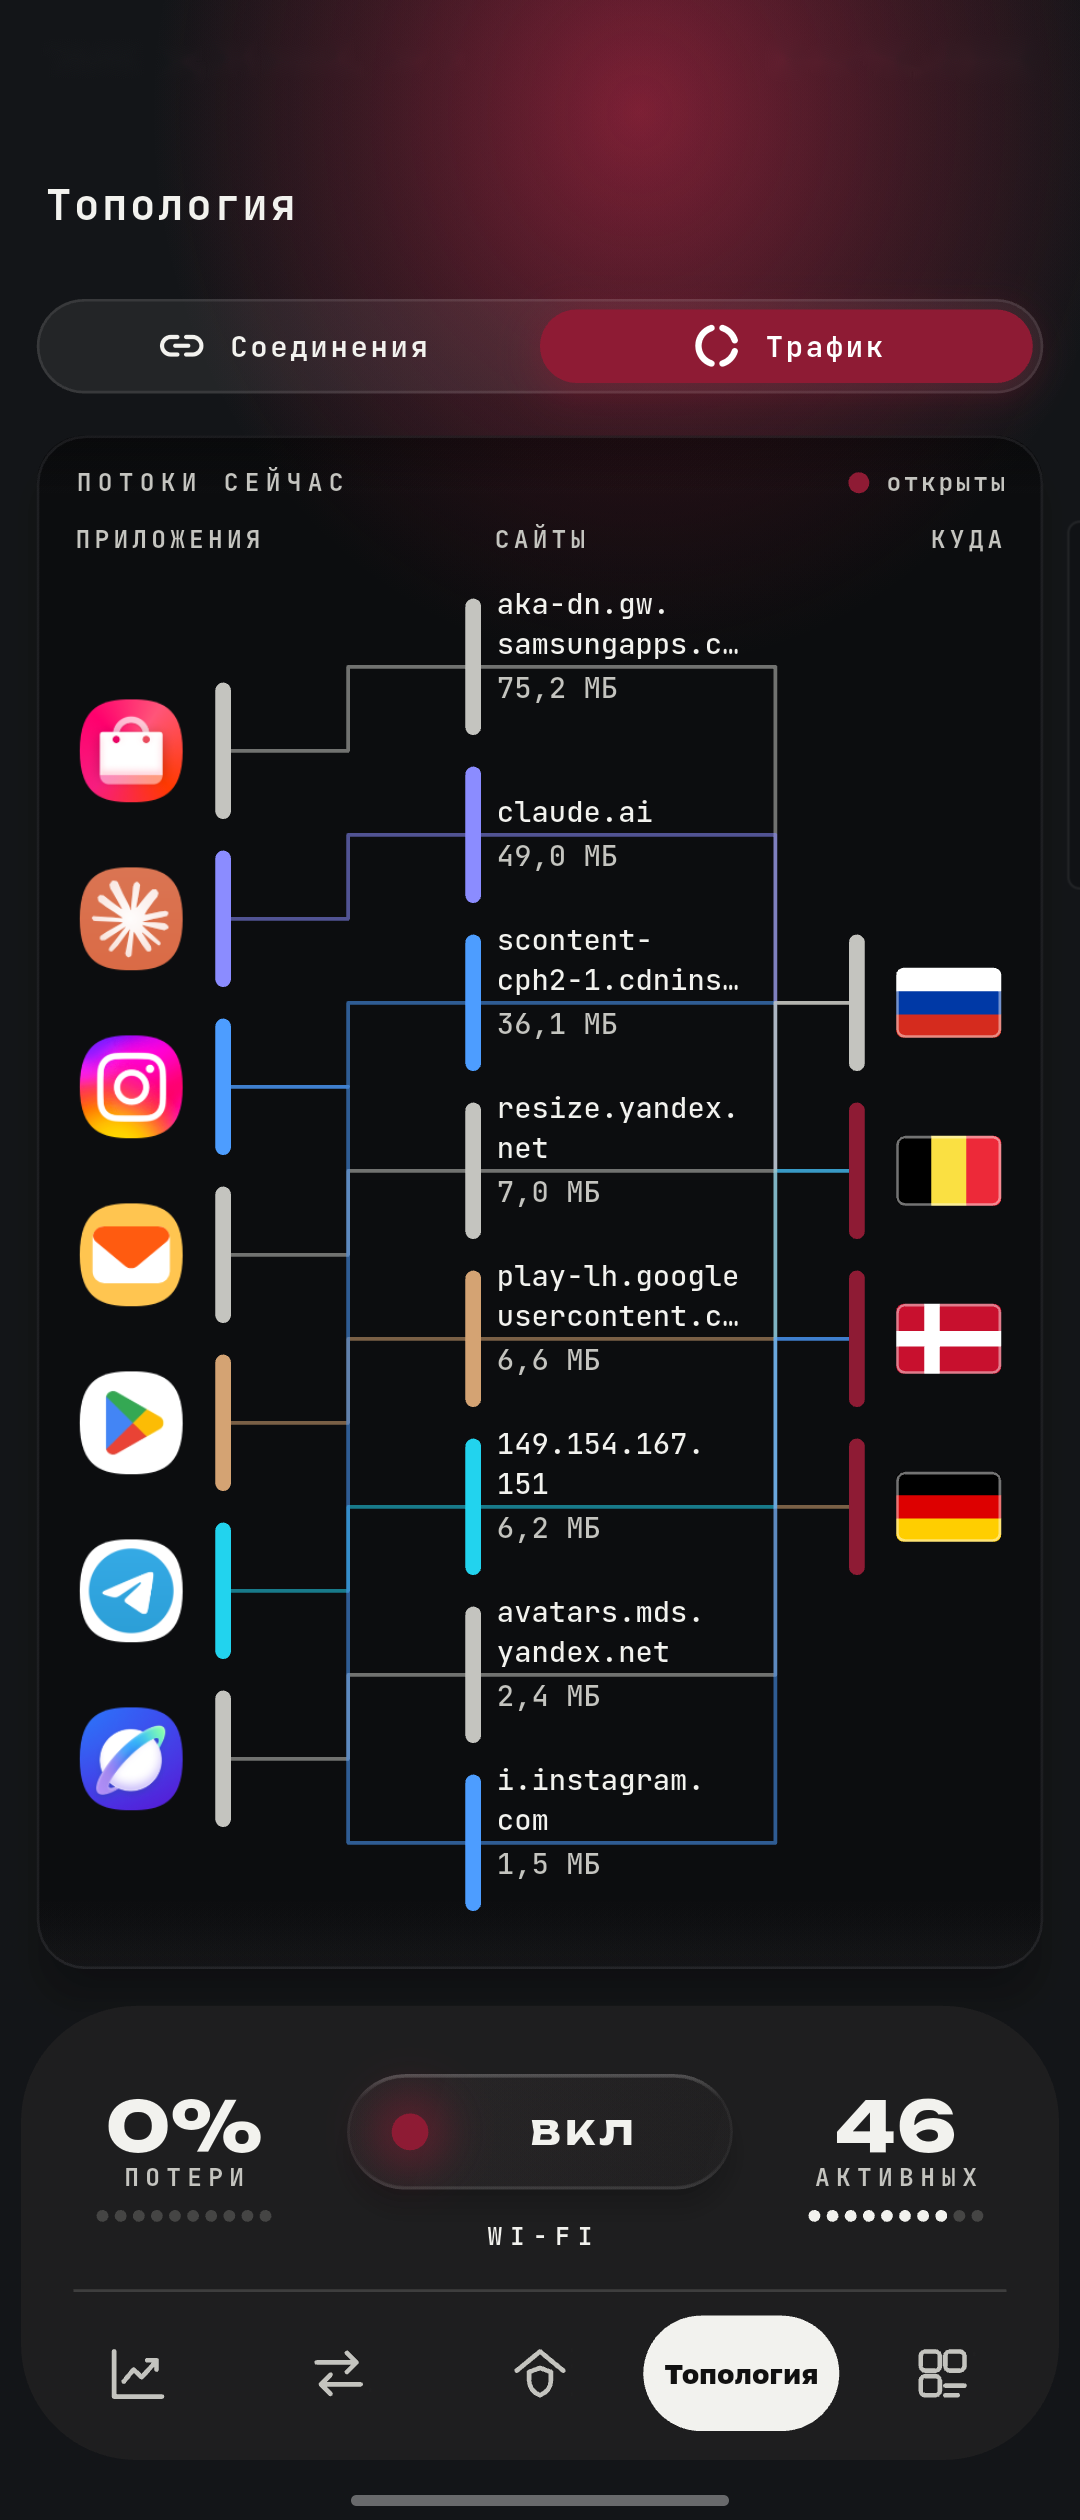 Топология
Соединения
Трафик
ПОТОКИ СЕЙЧАС
открыты
ПРИЛОЖЕНИЯ
САЙТЫ
КУДА
aka-dn.gw.
samsungapps.c…
75,2 МБ
claude.ai
49,0 МБ
scontent-
cph2-1.cdnins…
36,1 МБ
resize.yandex.
net
7,0 МБ
play-lh.google
usercontent.c…
6,6 МБ
149.154.167.
151
6,2 МБ
avatars.mds.
yandex.net
2,4 МБ
i.instagram.
com
1,5 МБ
0%
ПОТЕРИ
вкл
WI-FI
46
АКТИВНЫХ
Топология